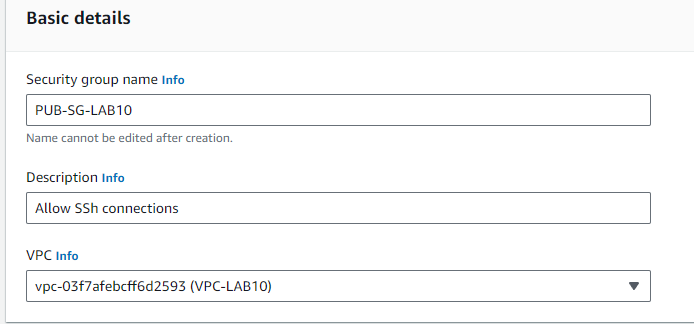 Basic details
Security group name Info
PUB-SG-LAB10
Name cannot be edited after creation.
Description Info
Allow SSh connections
VPC Info
vpc-03f7afebcff6d2593 (VPC-LAB10)